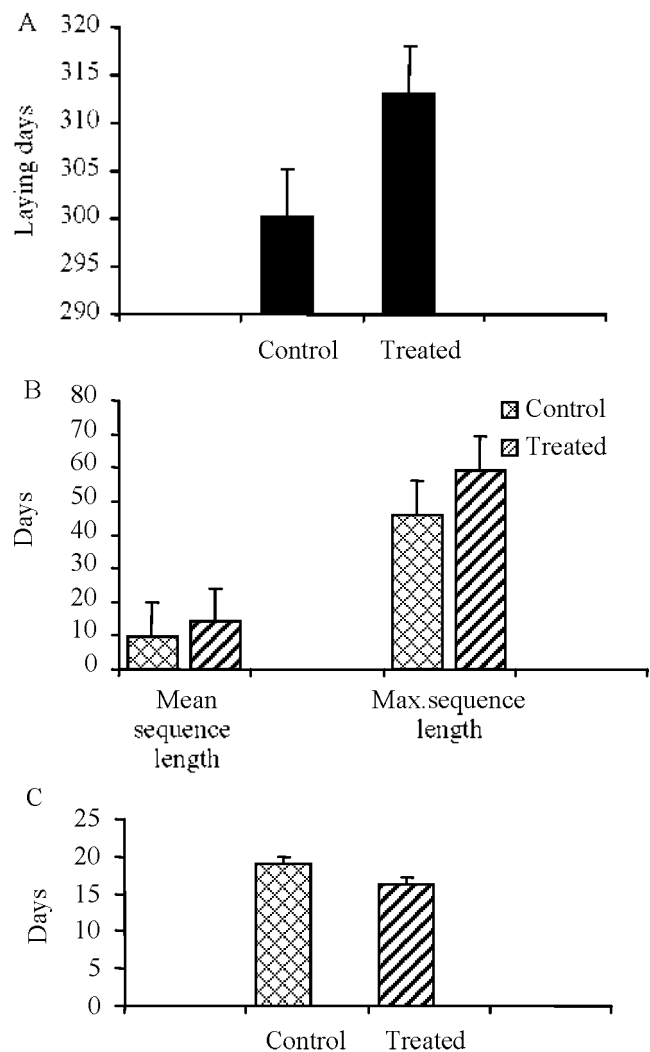 A
320
315
310
305
300
295
290
Laying days
Control Treated
B
80
70
60
50
40
30
20
10
0
Days
Control
Treated
Mean
sequence
length
Max.sequence
length
C
25
20
15
10
5
0
Days
Control Treated